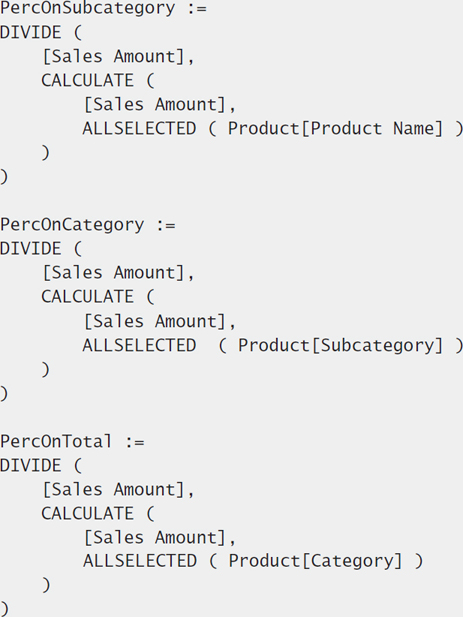 PercOnSubcategory :=
DIVIDE (
    [Sales Amount],
    CALCULATE (
        [Sales Amount],
        ALLSELECTED ( Product[Product Name] )
    )
)

PercOnCategory :=
DIVIDE (
    [Sales Amount],
    CALCULATE (
        [Sales Amount],
        ALLSELECTED  ( Product[Subcategory] )
    )
)

PercOnTotal :=
DIVIDE (
    [Sales Amount],
    CALCULATE (
        [Sales Amount],
        ALLSELECTED ( Product[Category] )
    )
)